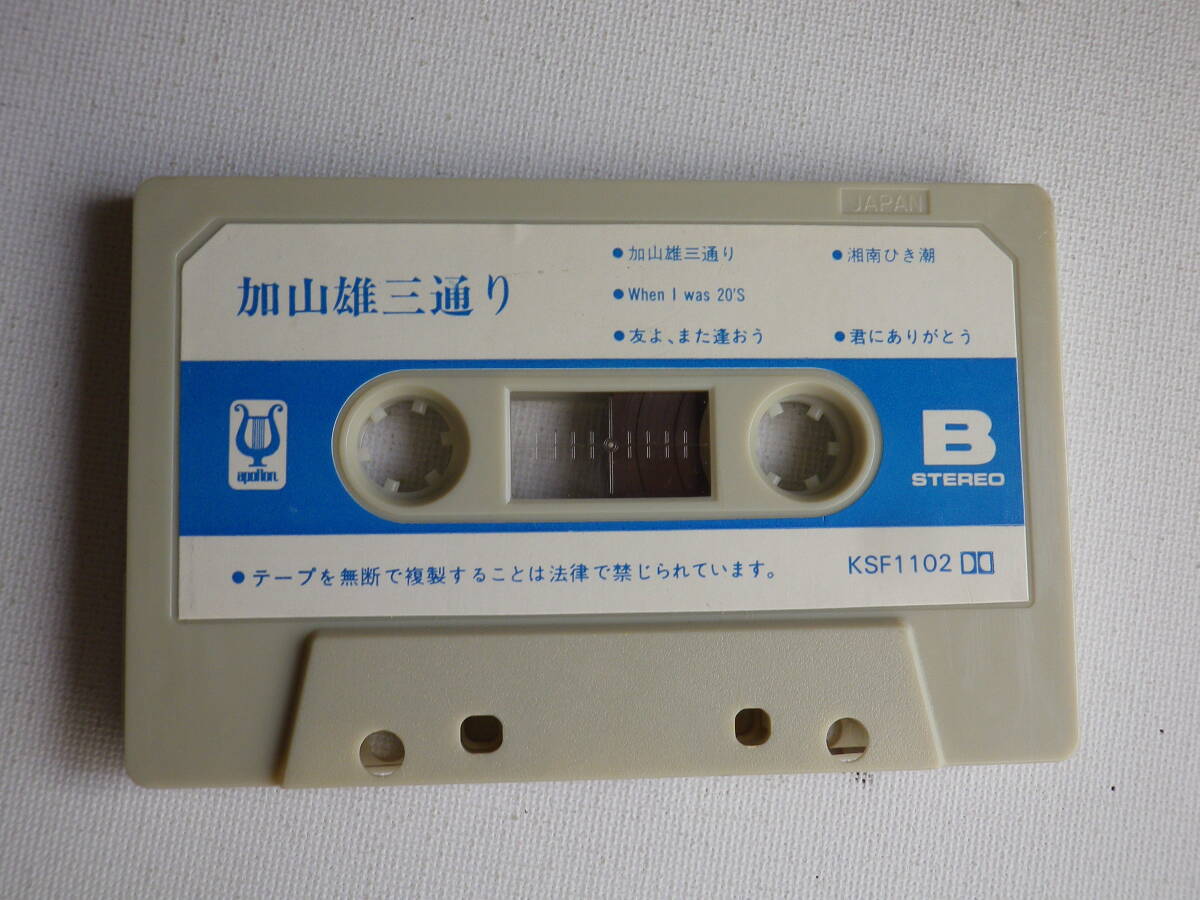 JAPAN
加山雄三通り
●加山雄三通り
●When I was 20'S
●友よ、また逢おう
●湘南ひき潮
●君にありがとう
apollon
B
STEREO
●テープを無断で複製することは法律で禁じられています。
KSF1102